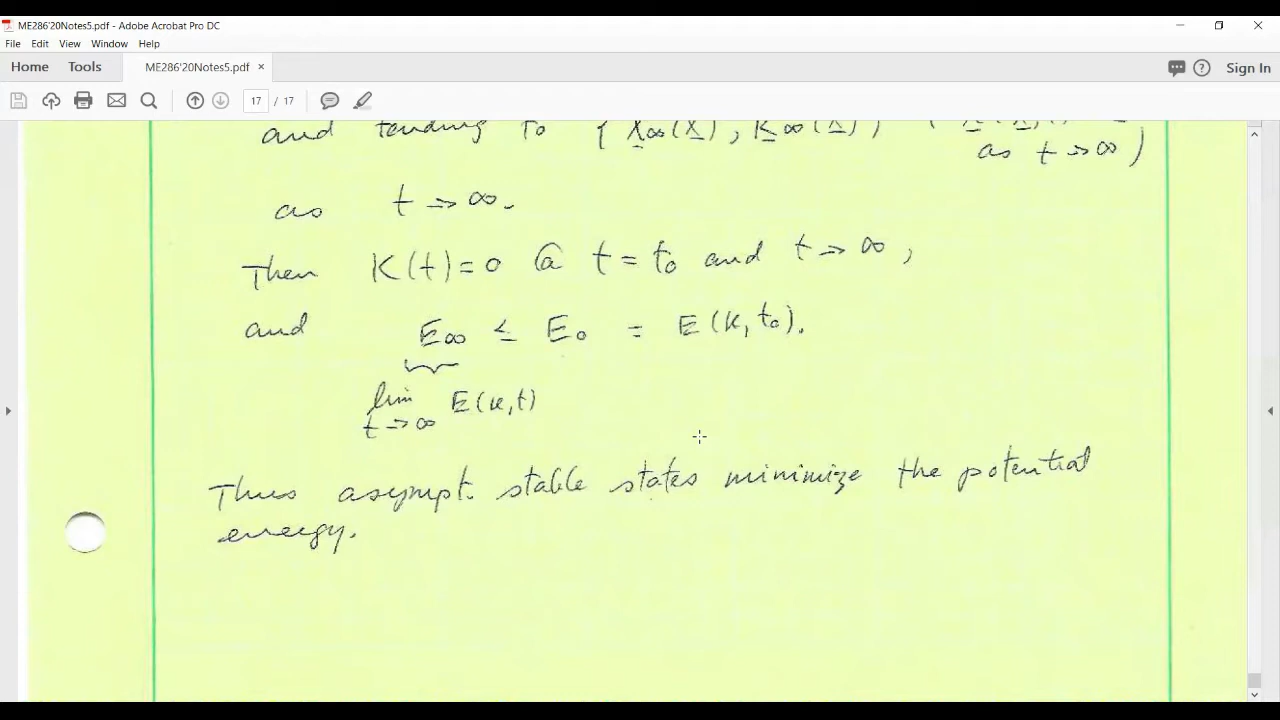 ME286'20Notes5.pdf - Adobe Acrobat Pro DC
File Edit View Window Help
Home Tools ME286'20Notes5.pdf × Sign In
17 / 17
and tending to { χ∞(X), K∞(X) }
as t → ∞)
as t → ∞.
Then K(t) = 0 @ t = t0 and t → ∞,
and E∞ ≤ E0 = E(κ, t0).
lim E(κ, t)
t → ∞
Thus asympt. stable states minimize the potential
energy.